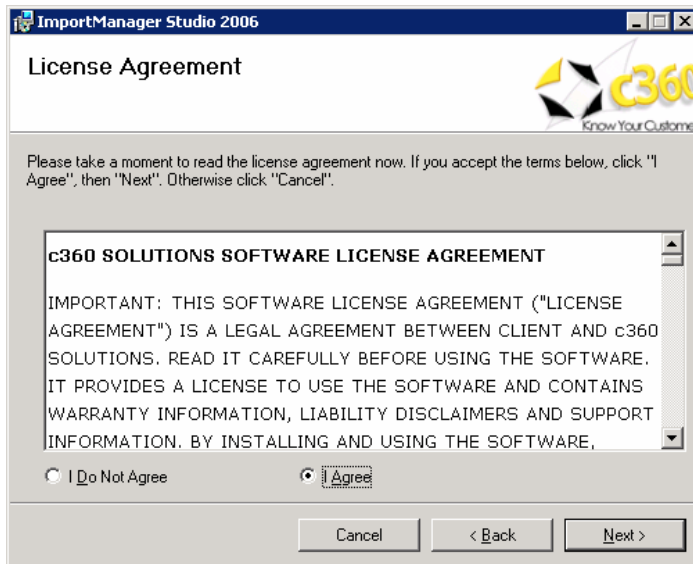 ImportManager Studio 2006
License Agreement
c360
Know Your Custome
Please take a moment to read the license agreement now. If you accept the terms below, click "I
Agree", then "Next". Otherwise click "Cancel".
c360 SOLUTIONS SOFTWARE LICENSE AGREEMENT
IMPORTANT: THIS SOFTWARE LICENSE AGREEMENT ("LICENSE
AGREEMENT") IS A LEGAL AGREEMENT BETWEEN CLIENT AND c360
SOLUTIONS. READ IT CAREFULLY BEFORE USING THE SOFTWARE.
IT PROVIDES A LICENSE TO USE THE SOFTWARE AND CONTAINS
WARRANTY INFORMATION, LIABILITY DISCLAIMERS AND SUPPORT
INFORMATION. BY INSTALLING AND USING THE SOFTWARE,
I Do Not Agree I Agree
Cancel < Back Next >